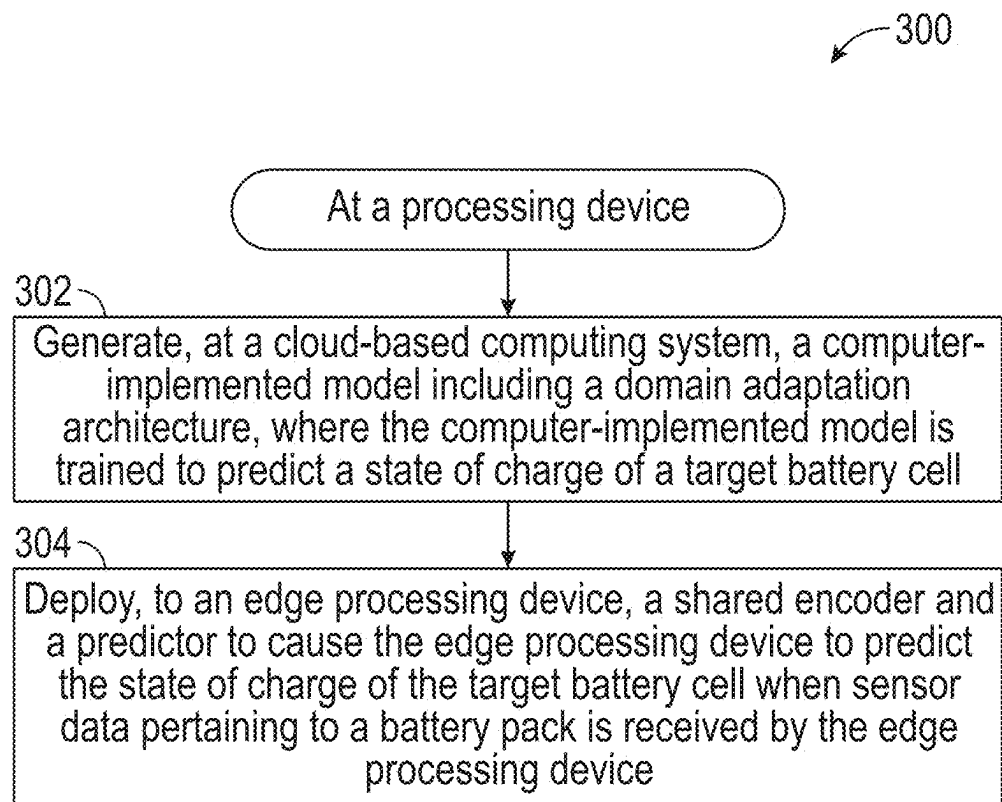 300
At a processing device
302
Generate, at a cloud-based computing system, a computer-
implemented model including a domain adaptation
architecture, where the computer-implemented model is
trained to predict a state of charge of a target battery cell
304
Deploy, to an edge processing device, a shared encoder and
a predictor to cause the edge processing device to predict
the state of charge of the target battery cell when sensor
data pertaining to a battery pack is received by the edge
processing device